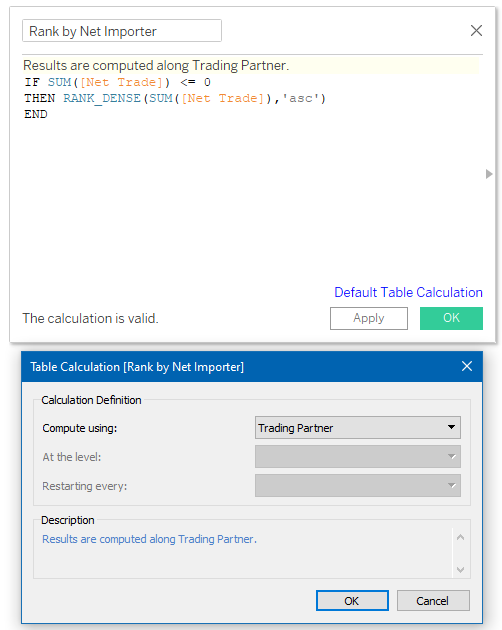 Rank by Net Importer
Results are computed along Trading Partner.
IF SUM([Net Trade]) <= 0
THEN RANK_DENSE(SUM([Net Trade]),'asc')
END
Default Table Calculation
The calculation is valid.
Apply
OK
Table Calculation [Rank by Net Importer]
Calculation Definition
Compute using:
Trading Partner
At the level:
Restarting every:
Description
Results are computed along Trading Partner.
OK
Cancel